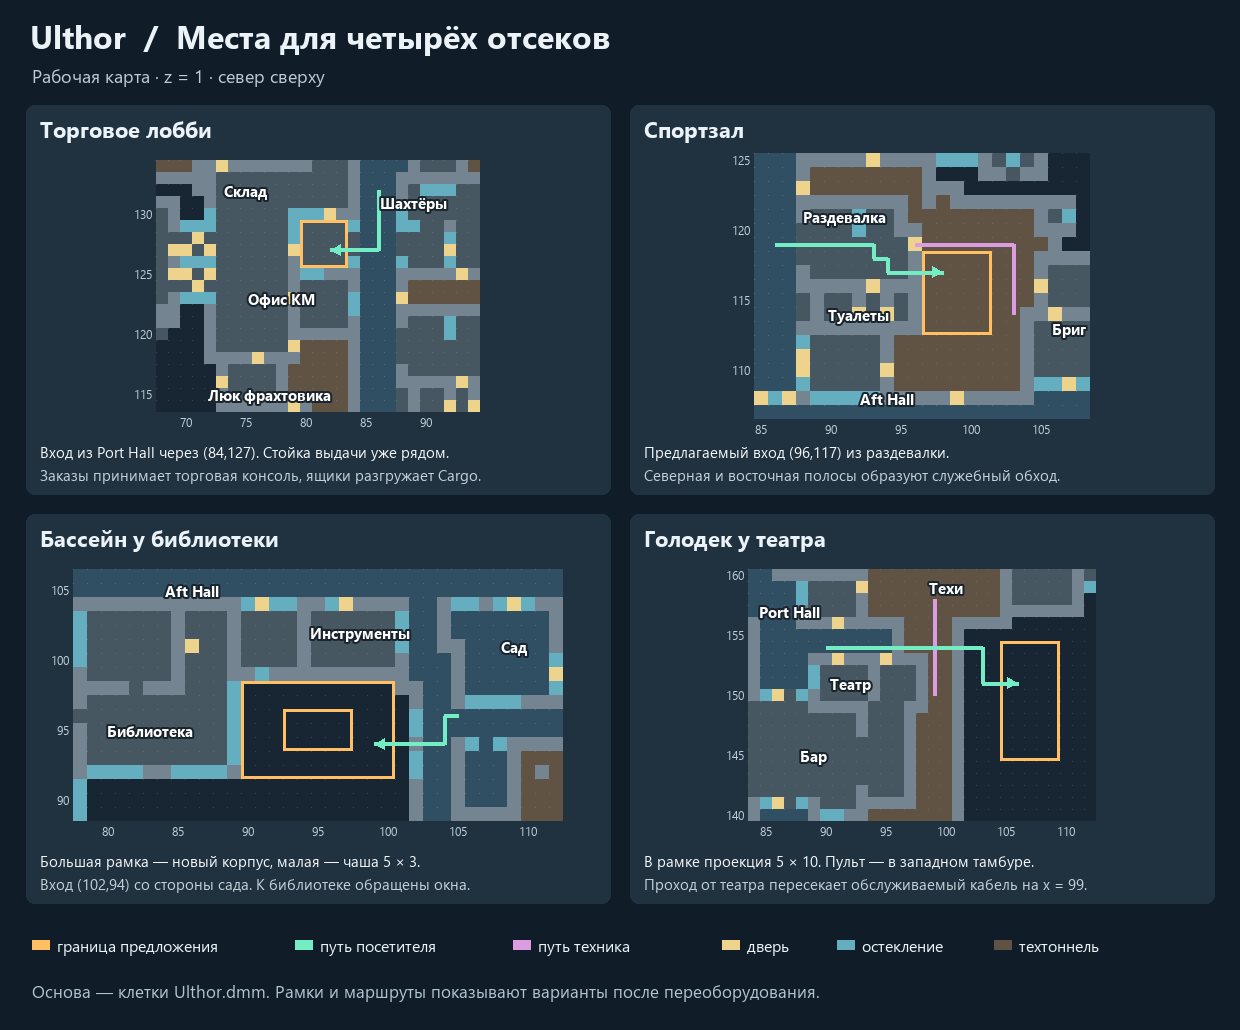 Ulthor / Места для четырёх отсеков
Рабочая карта · z = 1 · север сверху
Торговое лобби
Склад
Шахтёры
130
125
Офис КМ
120
115
Люк фрахтовика
70 75 80 85 90
Вход из Port Hall через (84,127). Стойка выдачи уже рядом.
Заказы принимает торговая консоль, ящики разгружает Cargo.
Спортзал
125
Раздевалка
120
115
Туалеты
Бриг
110
Aft Hall
85 90 95 100 105
Предлагаемый вход (96,117) из раздевалки.
Северная и восточная полосы образуют служебный обход.
Бассейн у библиотеки
105
Aft Hall
Инструменты
Сад
100
Библиотека
95
90
80 85 90 95 100 105 110
Большая рамка — новый корпус, малая — чаша 5 × 3.
Вход (102,94) со стороны сада. К библиотеке обращены окна.
Голодек у театра
160
Техи
Port Hall
155
Театр
150
Бар
145
140
85 90 95 100 105 110
В рамке проекция 5 × 10. Пульт — в западном тамбуре.
Проход от театра пересекает обслуживаемый кабель на x = 99.
граница предложения путь посетителя путь техника дверь остекление техтоннель
Основа — клетки Ulthor.dmm. Рамки и маршруты показывают варианты после переоборудования.